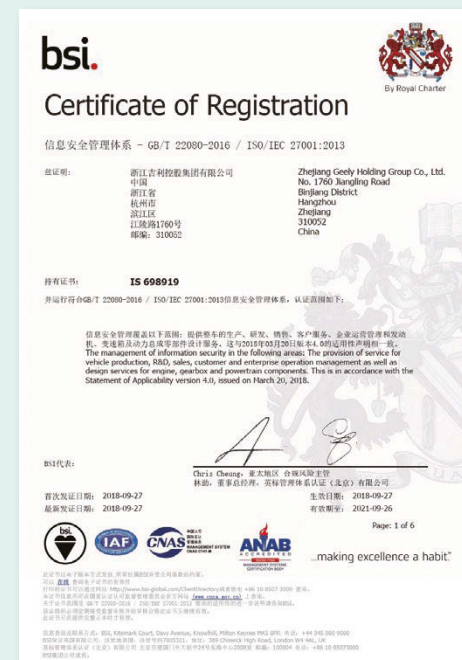 bsi.
By Royal Charter
Certificate of Registration
信息安全管理体系 - GB/T 22080-2016 / ISO/IEC 27001:2013
兹证明:
浙江吉利控股集团有限公司
中国
浙江省
杭州市
滨江区
江陵路1760号
邮编: 310052
Zhejiang Geely Holding Group Co., Ltd.
No. 1760 Jiangling Road
Binjiang District
Hangzhou
Zhejiang
310052
China
持有证书:
IS 698919
并运行符合GB/T 22080-2016 / ISO/IEC 27001:2013信息安全管理体系，认证范围如下:
信息安全管理覆盖以下范围: 提供整车的生产、研发、销售、客户服务、企业运营管理和发动
机、变速箱及动力总成零部件设计服务。这与2018年03月20日版本4.0的适用性声明相一致。
The management of information security in the following areas: The provision of service for
vehicle production, R&D, sales, customer and enterprise operation management as well as
design services for engine, gearbox and powertrain components. This is in accordance with the
Statement of Applicability version 4.0, issued on March 20, 2018.
BSI代表:
Chris Cheung, 亚太地区 合规风险主管
林勍, 董事总经理, 英标管理体系认证（北京）有限公司
首次发证日期: 2018-09-27
生效日期: 2018-09-27
最新发证日期: 2018-09-27
有效期至: 2021-09-26
Page: 1 of 6
bsi.
IAF
CNAS
MANAGEMENT SYSTEM
ANAB
ACCREDITED
...making excellence a habit.™